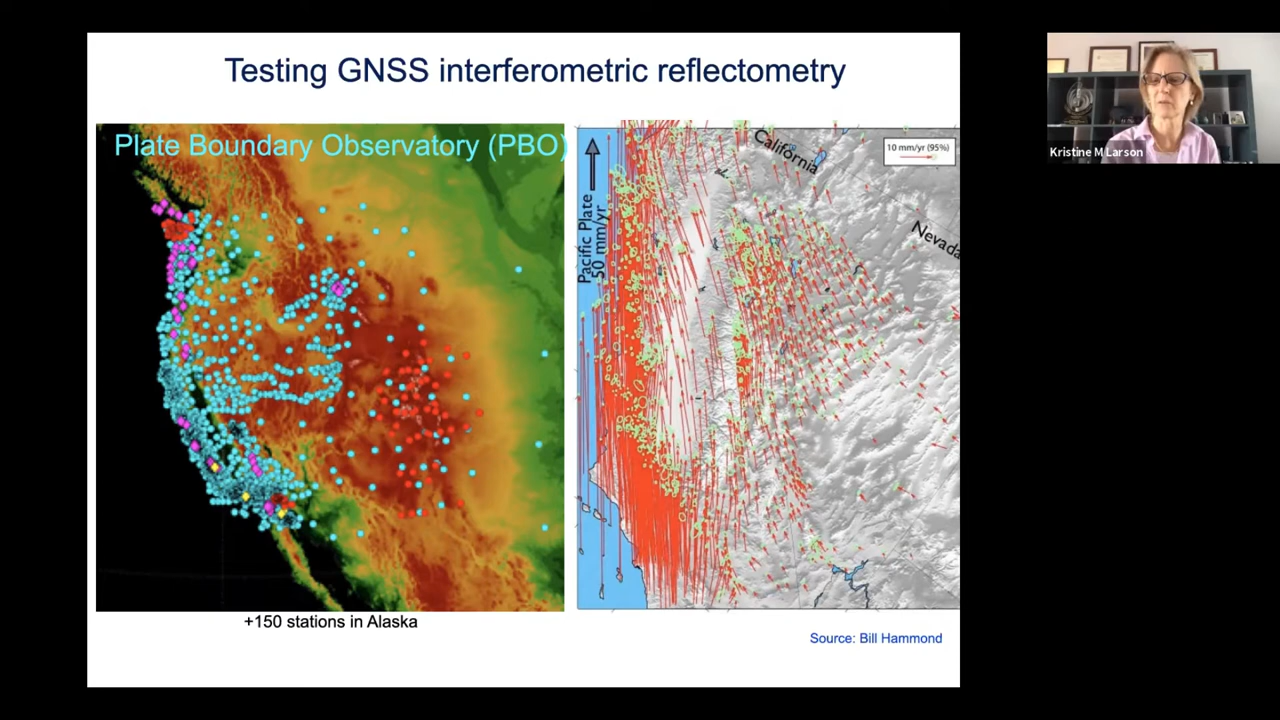 Testing GNSS interferometric reflectometry
Plate Boundary Observatory (PBO)
+150 stations in Alaska
Pacific Plate
50 mm/yr
California
10 mm/yr (95%)
Nevada
Source: Bill Hammond
Kristine M Larson